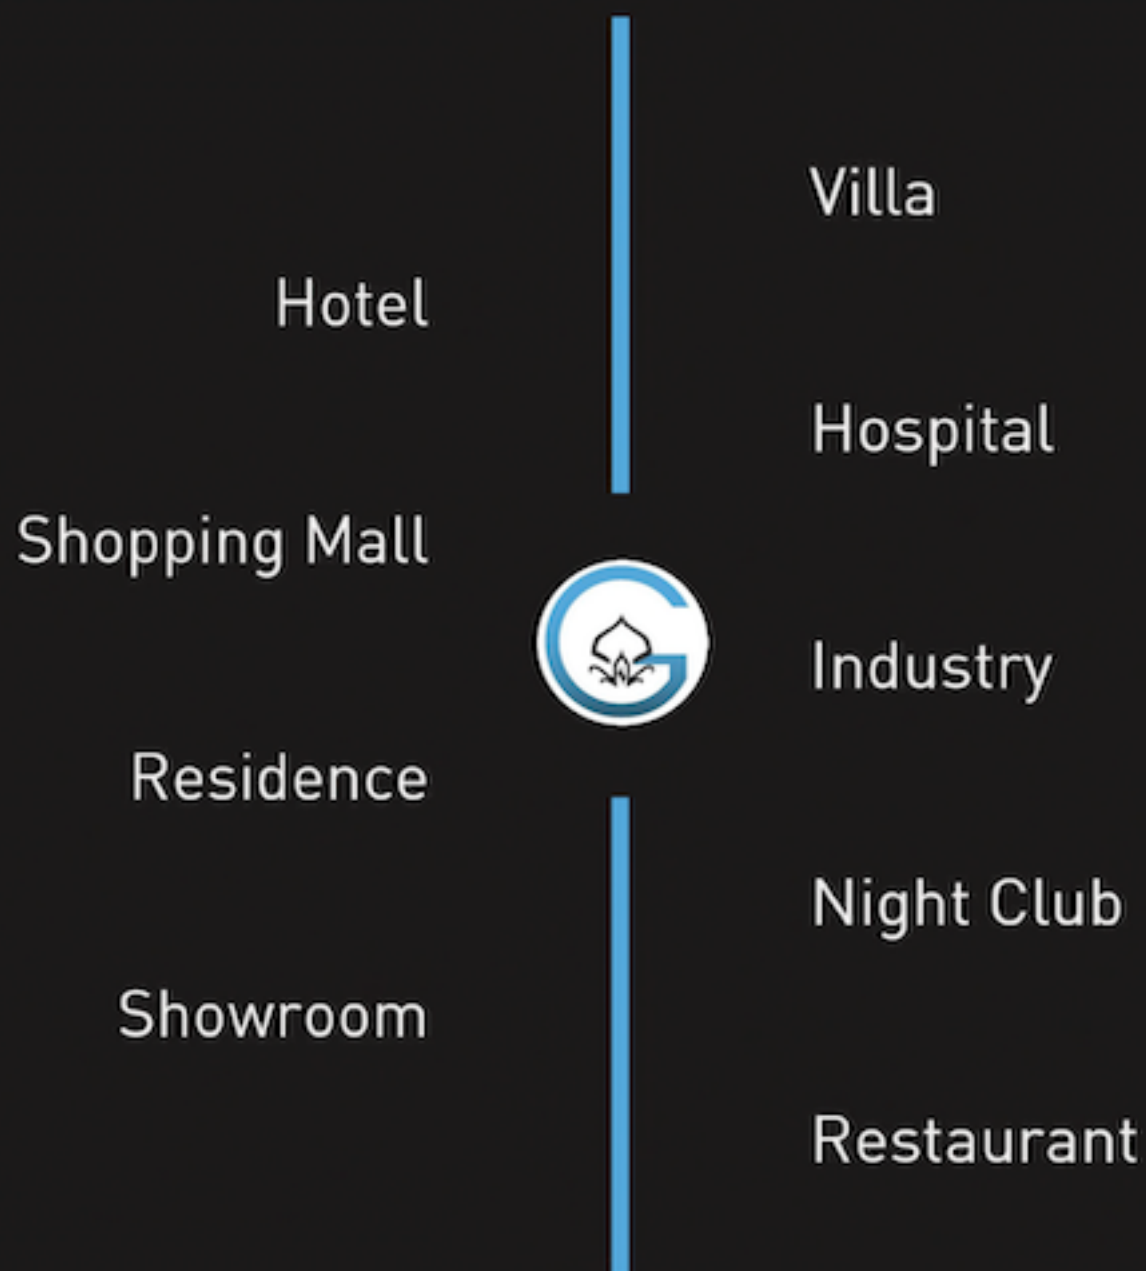 Villa
Hotel
Hospital
Shopping Mall
G
Industry
Residence
Night Club
Showroom
Restaurant